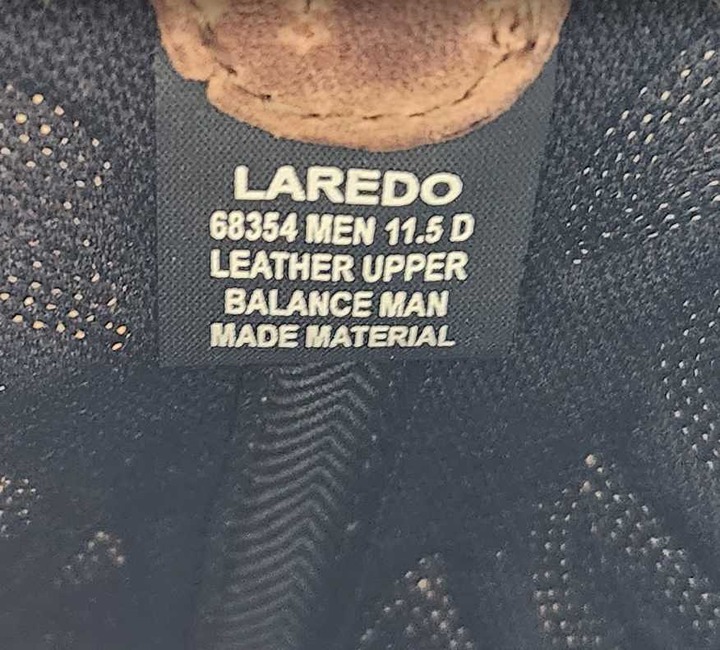 LAREDO
68354 MEN 11.5 D
LEATHER UPPER
BALANCE MAN
MADE MATERIAL